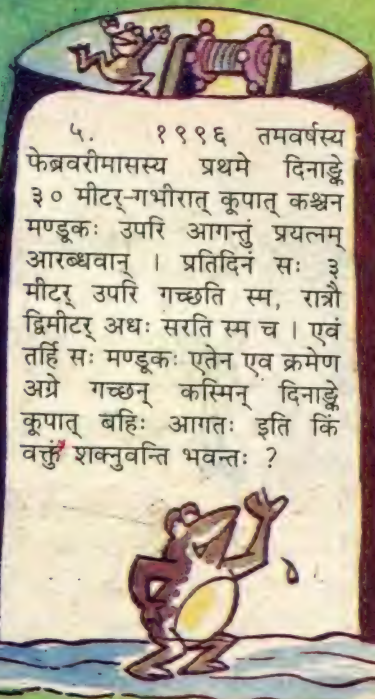 ५. १९९६ तमवर्षस्य
फेब्रवरीमासस्य प्रथमे दिनाङ्के
३० मीटर्-गभीरात् कूपात् कश्चन
मण्डूकः उपरि आगन्तुं प्रयत्नम्
आरब्धवान् । प्रतिदिनं सः ३
मीटर् उपरि गच्छति स्म, रात्रौ
द्विमीटर् अधः सरति स्म च । एवं
तर्हि सः मण्डूकः एतेन एव क्रमेण
अग्रे गच्छन् कस्मिन् दिनाङ्के
कूपात् बहिः आगतः इति किं
वक्तुं शक्नुवन्ति भवन्तः ?